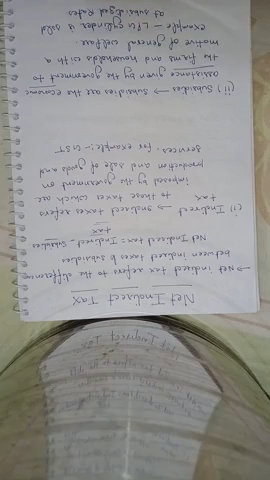 Net Indirect Tax
→ Net indirect tax refers to the difference
between indirect taxes & subsidies
Net Indirect tax = Indirect tax - Subsidies
(i) Indirect tax → Indirect taxes refers
to those taxes which are
imposed by the government on
production and sale of goods and
services. For example :- GST
(ii) Subsidies → Subsidies are the economic
assistance given by the government to
the firms and households with a
motive of general welfare
example - LPG cylinder is sold
at subsidized Rates